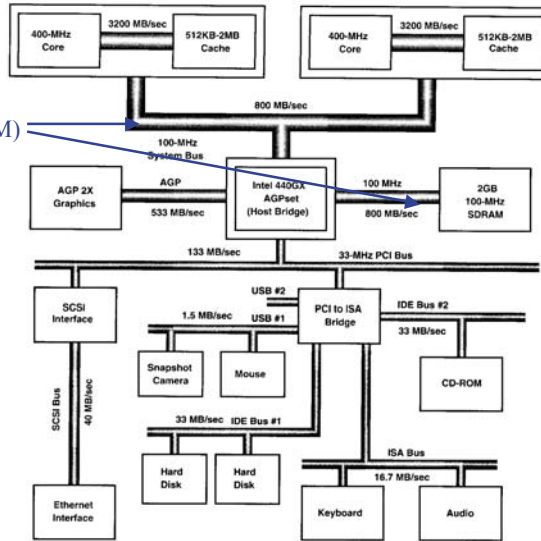 3200 MB/sec
400-MHz
Core
512KB-2MB
Cache
3200 MB/sec
400-MHz
Core
512KB-2MB
Cache
800 MB/sec
M)
100-MHz
System Bus
AGP 2X
Graphics
AGP
533 MB/sec
Intel 440GX
AGPset
(Host Bridge)
100 MHz
800 MB/sec
2GB
100-MHz
SDRAM
133 MB/sec
33-MHz PCI Bus
SCSI
Interface
USB #2
1.5 MB/sec
USB #1
PCI to ISA
Bridge
IDE Bus #2
33 MB/sec
Snapshot
Camera
Mouse
CD-ROM
SCSI Bus
40 MB/sec
33 MB/sec
IDE Bus #1
Hard
Disk
Hard
Disk
ISA Bus
16.7 MB/sec
Ethernet
Interface
Keyboard
Audio